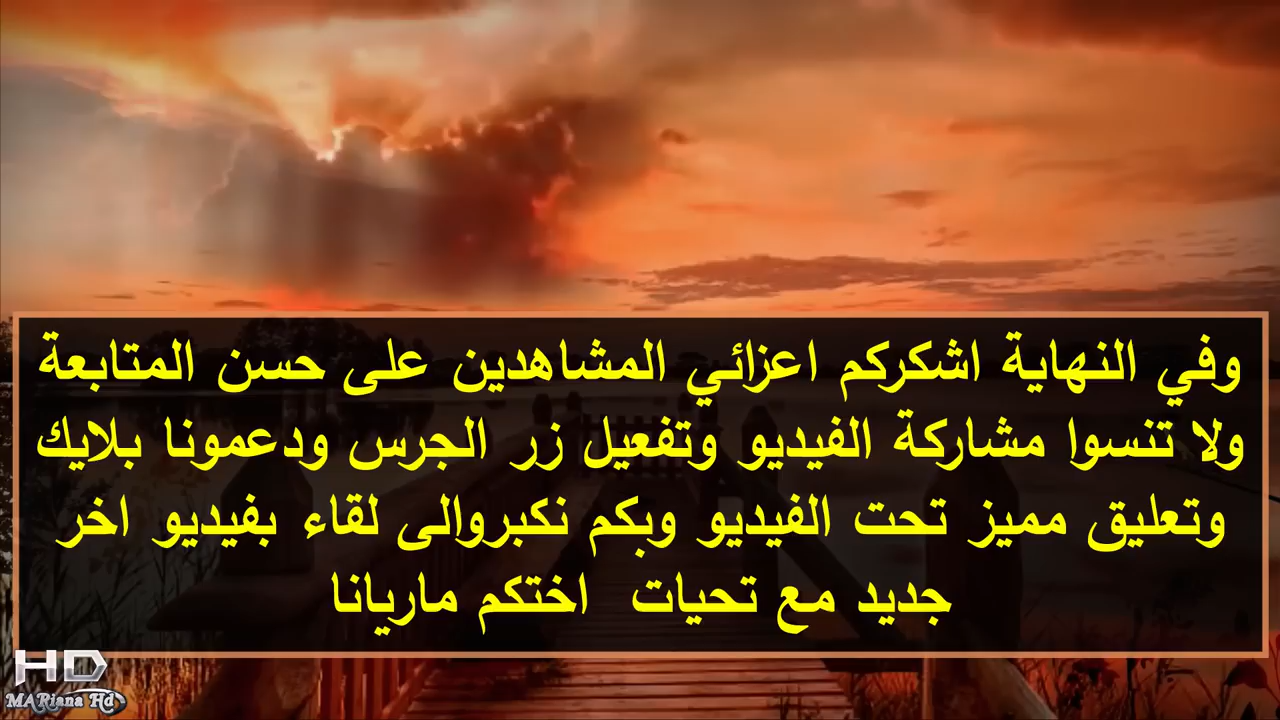 وفي النهاية اشكركم اعزائي المشاهدين على حسن المتابعة
ولا تنسوا مشاركة الفيديو وتفعيل زر الجرس ودعمونا بلايك
وتعليق مميز تحت الفيديو وبكم نكبروالى لقاء بفيديو اخر
جديد مع تحيات اختكم ماريانا
HD
MARiana Hd